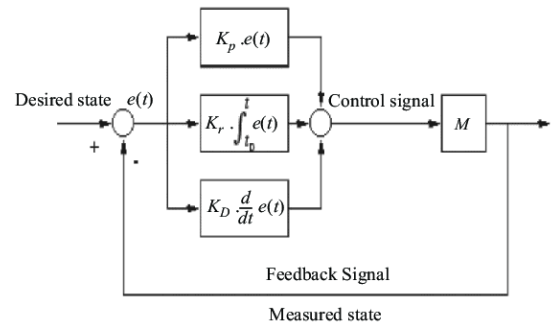 K_p .e(t)
Desired state e(t)
K_r . ∫_{t_0}^{t} e(t)
Control signal
M
+
-
K_D . d/dt e(t)
Feedback Signal
Measured state